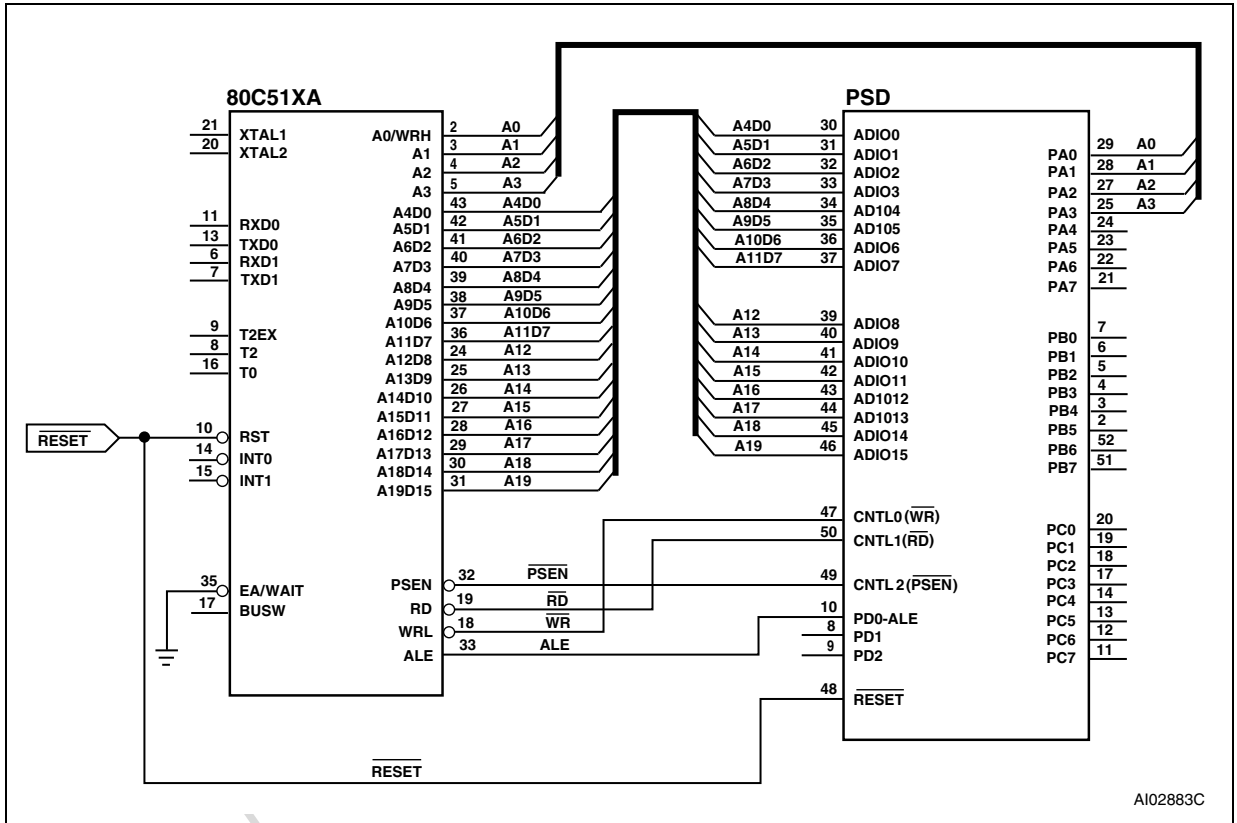 80C51XA
21 XTAL1
20 XTAL2
11 RXD0
13 TXD0
6 RXD1
7 TXD1
9 T2EX
8 T2
16 T0
RESET
10 RST
14 INT0
15 INT1
35 EA/WAIT
17 BUSW
A0/WRH 2 A0
A1 3 A1
A2 4 A2
A3 5 A3
A4D0 43 A4D0
A5D1 42 A5D1
A6D2 41 A6D2
A7D3 40 A7D3
A8D4 39 A8D4
A9D5 38 A9D5
A10D6 37 A10D6
A11D7 36 A11D7
A12D8 24 A12
A13D9 25 A13
A14D10 26 A14
A15D11 27 A15
A16D12 28 A16
A17D13 29 A17
A18D14 30 A18
A19D15 31 A19
PSEN 32 PSEN
RD 19 RD
WRL 18 WR
ALE 33 ALE
RESET
PSD
A4D0 30 ADIO0
A5D1 31 ADIO1
A6D2 32 ADIO2
A7D3 33 ADIO3
A8D4 34 AD104
A9D5 35 AD105
A10D6 36 ADIO6
A11D7 37 ADIO7
A12 39 ADIO8
A13 40 ADIO9
A14 41 ADIO10
A15 42 ADIO11
A16 43 AD1012
A17 44 AD1013
A18 45 ADIO14
A19 46 ADIO15
47 CNTL0(WR)
50 CNTL1(RD)
49 CNTL2(PSEN)
10 PD0-ALE
8 PD1
9 PD2
48 RESET
PA0 29 A0
PA1 28 A1
PA2 27 A2
PA3 25 A3
PA4 24
PA5 23
PA6 22
PA7 21
PB0 7
PB1 6
PB2 5
PB3 4
PB4 3
PB5 2
PB6 52
PB7 51
PC0 20
PC1 19
PC2 18
PC3 17
PC4 14
PC5 13
PC6 12
PC7 11
AI02883C